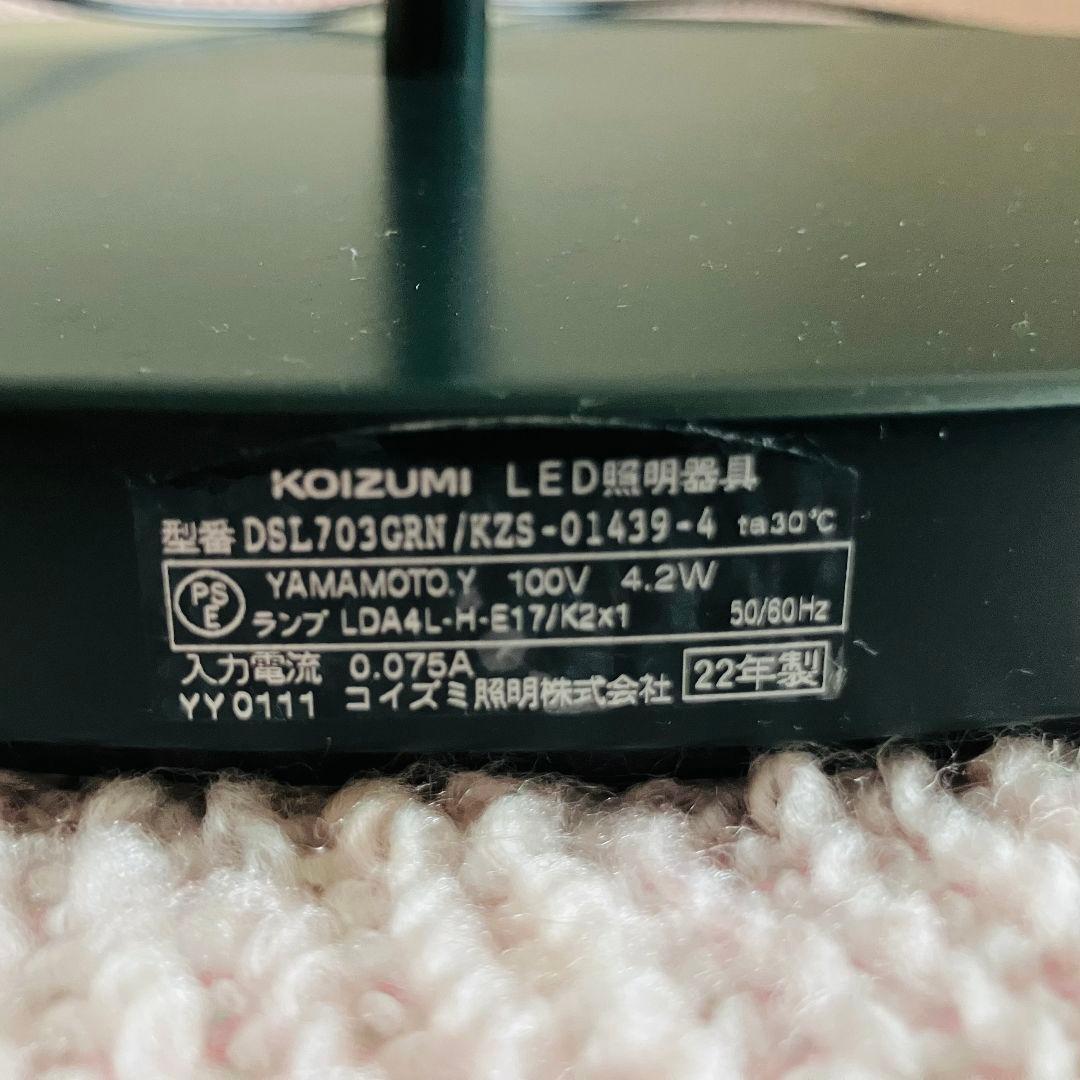 KOIZUMI LED照明器具
型番 DSL703GRN/KZS-01439-4 ta30℃
PSE YAMAMOTO.Y 100V 4.2W
ランプ LDA4L-H-E17/K2x1 50/60Hz
入力電流 0.075A
YY0111 コイズミ照明株式会社 22年製